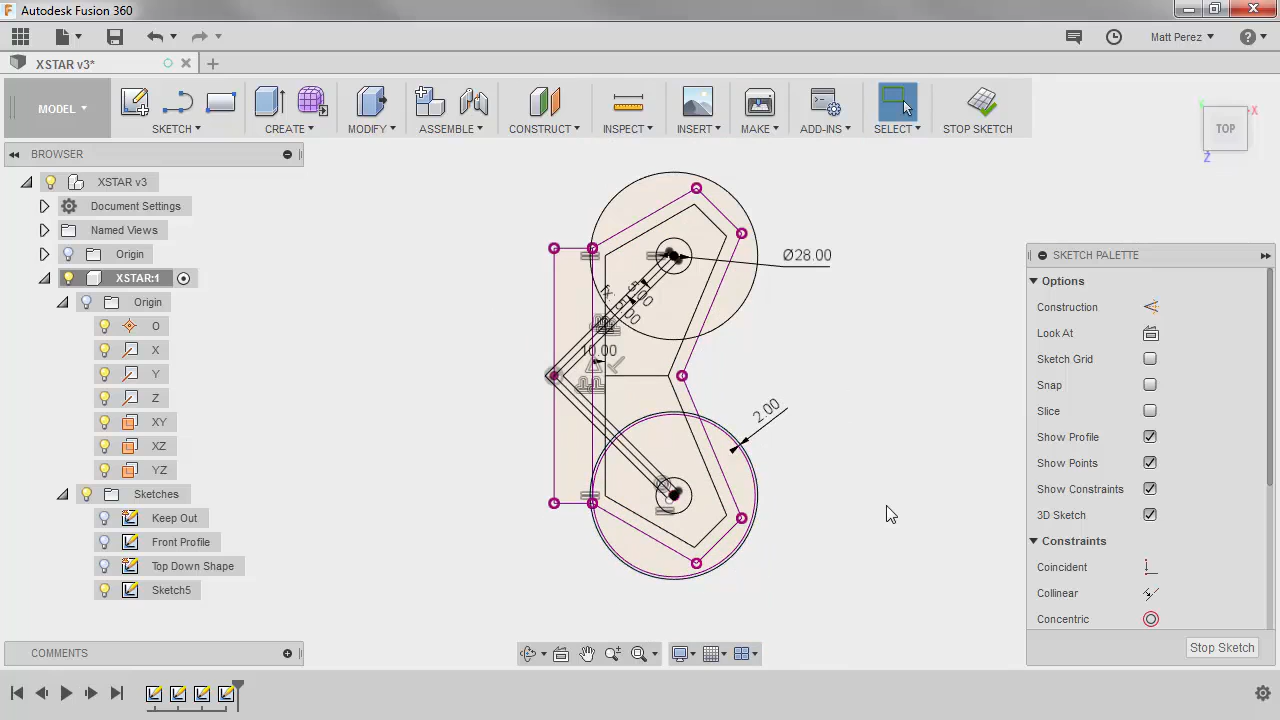 Autodesk Fusion 360
Matt Perez
XSTAR v3*
MODEL
SKETCH
CREATE
MODIFY
ASSEMBLE
CONSTRUCT
INSPECT
INSERT
MAKE
ADD-INS
SELECT
STOP SKETCH
TOP
X
Z
BROWSER
XSTAR v3
Document Settings
Named Views
Origin
XSTAR:1
Origin
O
X
Y
Z
XY
XZ
YZ
Sketches
Keep Out
Front Profile
Top Down Shape
Sketch5
Ø28.00
10.00
2.00
SKETCH PALETTE
Options
Construction
Look At
Sketch Grid
Snap
Slice
Show Profile
Show Points
Show Constraints
3D Sketch
Constraints
Coincident
Collinear
Concentric
Stop Sketch
COMMENTS